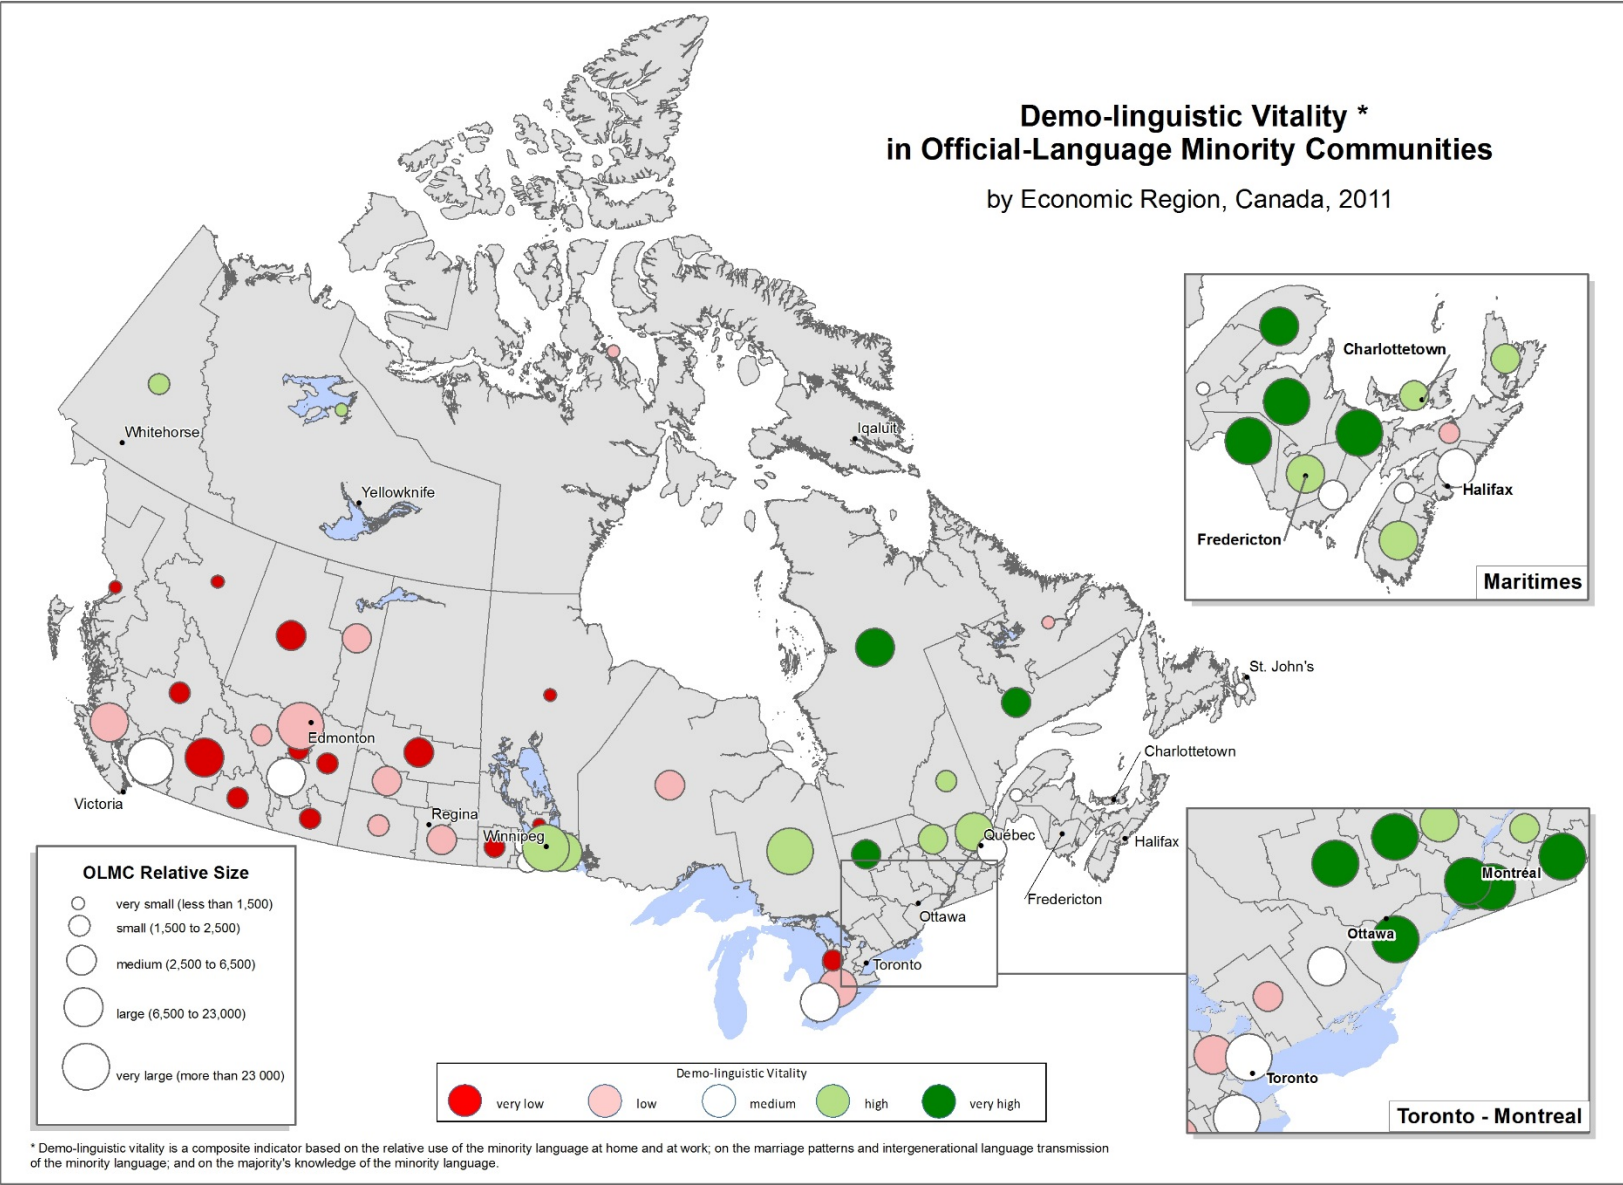 Demo-linguistic Vitality *
in Official-Language Minority Communities
by Economic Region, Canada, 2011
Charlottetown
Halifax
Fredericton
Maritimes
Whitehorse
Iqaluit
Yellowknife
St. John's
Edmonton
Charlottetown
Victoria
Regina
Winnipeg
Québec
Halifax
Fredericton
Ottawa
Toronto
Montréal
Ottawa
Toronto
Toronto - Montreal
OLMC Relative Size
very small (less than 1,500)
small (1,500 to 2,500)
medium (2,500 to 6,500)
large (6,500 to 23,000)
very large (more than 23 000)
Demo-linguistic Vitality
very low
low
medium
high
very high
* Demo-linguistic vitality is a composite indicator based on the relative use of the minority language at home and at work; on the marriage patterns and intergenerational language transmission
of the minority language; and on the majority's knowledge of the minority language.